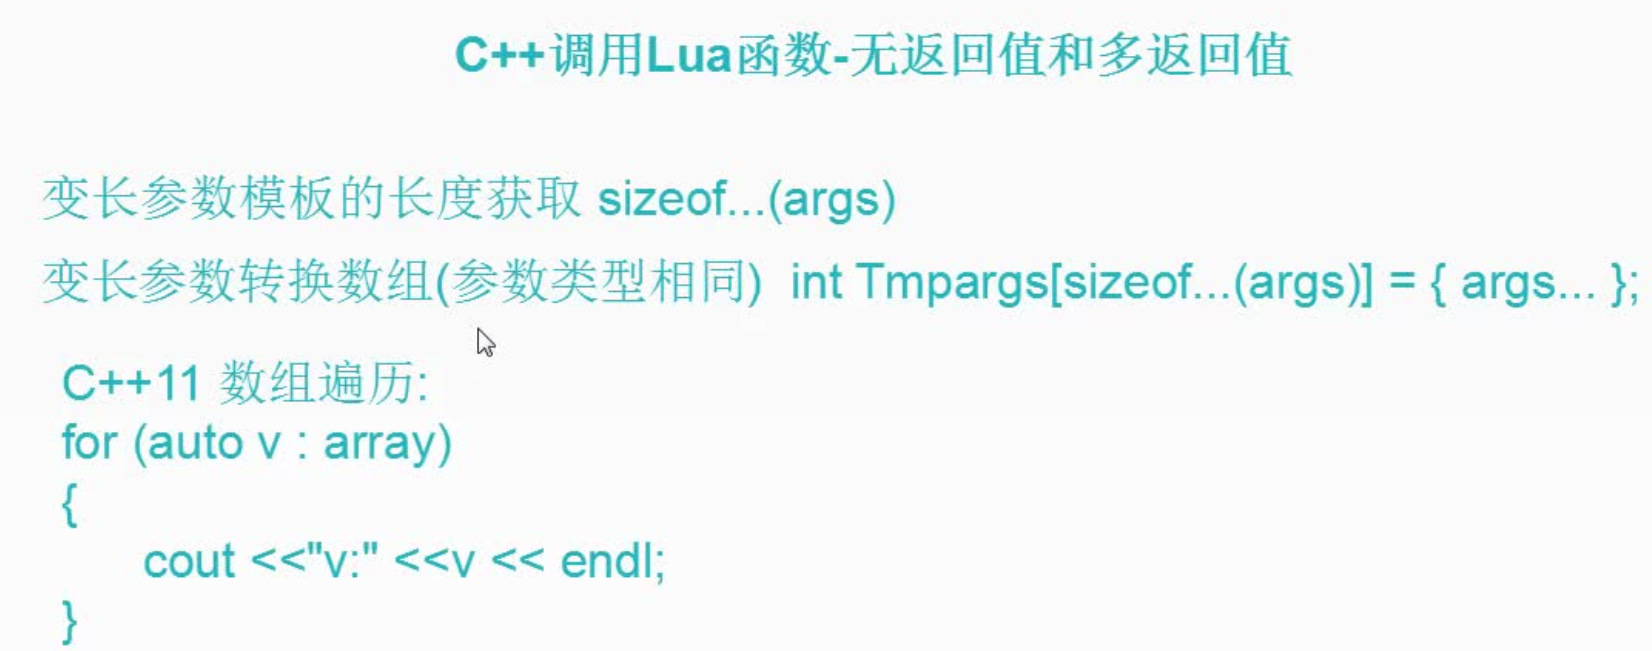 C++调用Lua函数-无返回值和多返回值
变长参数模板的长度获取 sizeof...(args)
变长参数转换数组(参数类型相同) int Tmpargs[sizeof...(args)] = { args... };
C++11 数组遍历:
for (auto v : array)
{
cout <<"v:" <<v << endl;
}